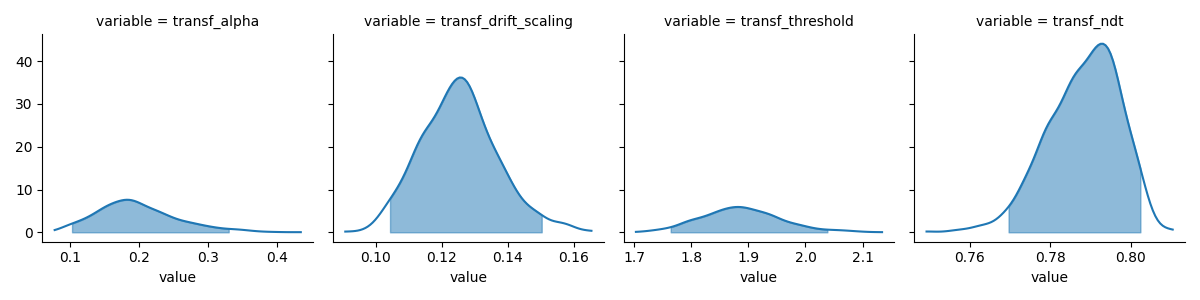 variable = transf_alpha
variable = transf_drift_scaling
variable = transf_threshold
variable = transf_ndt
40
30
20
10
0
0.1 0.2 0.3 0.4
0.10 0.12 0.14 0.16
1.7 1.8 1.9 2.0 2.1
0.76 0.78 0.80
value
value
value
value